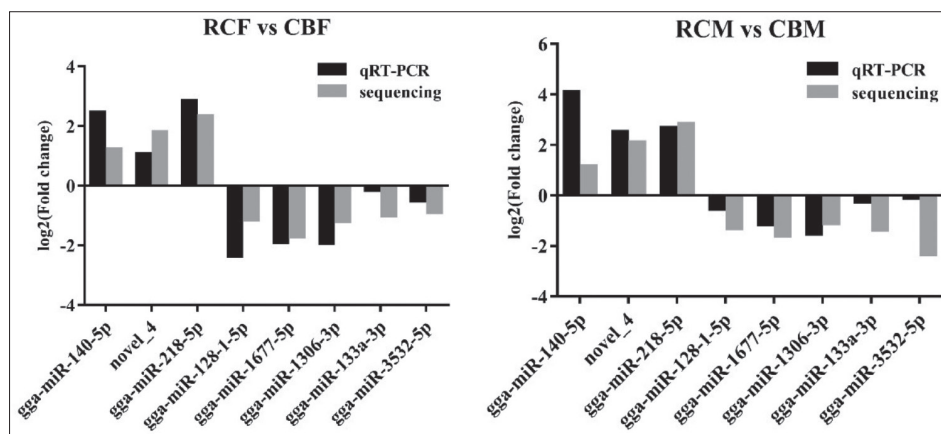 RCF vs CBF
4
2
0
-2
-4
log2(Fold change)
qRT-PCR
sequencing
gga-miR-140-5p
novel_4
gga-miR-218-5p
gga-miR-128-1-5p
gga-miR-1677-5p
gga-miR-1306-3p
gga-miR-133a-3p
gga-miR-3532-5p
RCM vs CBM
6
4
2
0
-2
-4
log2(Fold change)
qRT-PCR
sequencing
gga-miR-140-5p
novel_4
gga-miR-218-5p
gga-miR-128-1-5p
gga-miR-1677-5p
gga-miR-1306-3p
gga-miR-133a-3p
gga-miR-3532-5p